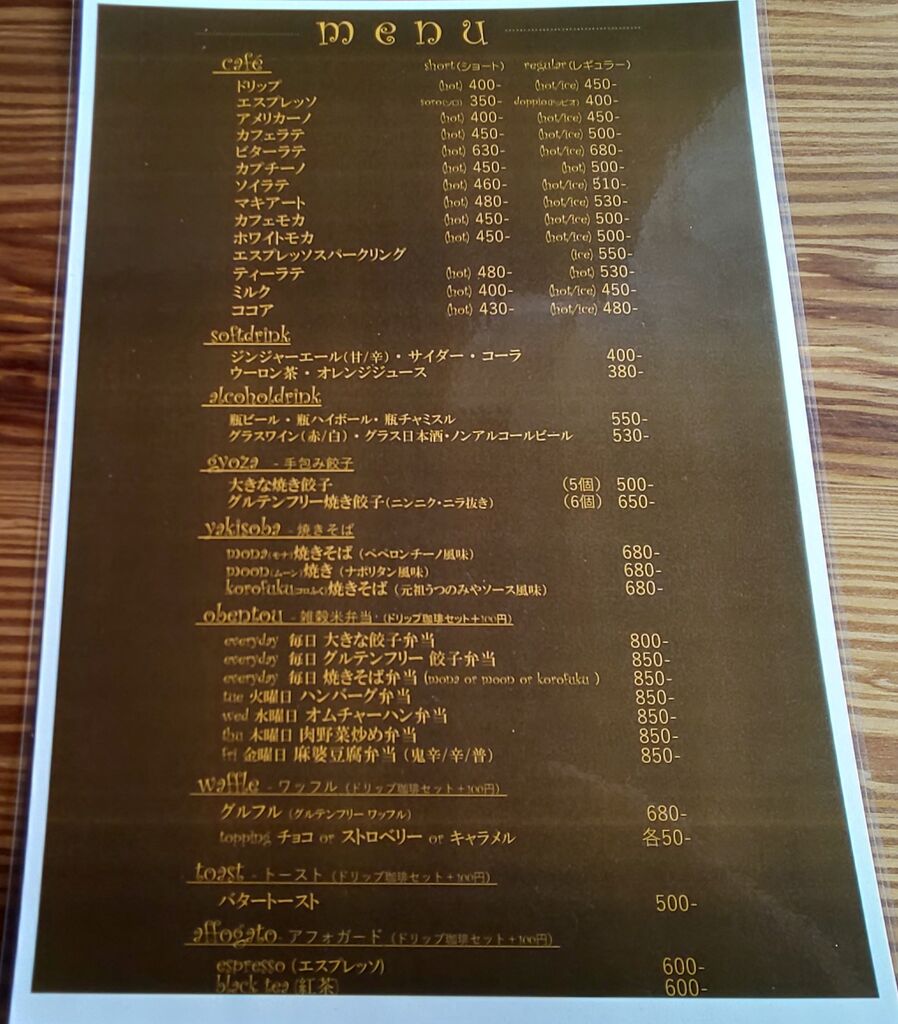 menu
café short(ショート) regular(レギュラー)
ドリップ (hot) 400- (hot/ice) 450-
エスプレッソ soro(ソロ) 350- doppio(ドッピオ) 400-
アメリカーノ (hot) 400- (hot/ice) 450-
カフェラテ (hot) 450- (hot/ice) 500-
ビターラテ (hot) 630- (hot/ice) 680-
カプチーノ (hot) 450- (hot) 500-
ソイラテ (hot) 460- (hot/ice) 510-
マキアート (hot) 480- (hot/ice) 530-
カフェモカ (hot) 450- (hot/ice) 500-
ホワイトモカ (hot) 450- (hot/ice) 500-
エスプレッソスパークリング (ice) 550-
ティーラテ (hot) 480- (hot) 530-
ミルク (hot) 400- (hot/ice) 450-
ココア (hot) 430- (hot/ice) 480-
softdrink
ジンジャーエール(甘/辛)・サイダー・コーラ 400-
ウーロン茶・オレンジジュース 380-
alcoholdrink
瓶ビール・瓶ハイボール・瓶チャミスル 550-
グラスワイン(赤/白)・グラス日本酒・ノンアルコールビール 530-
gyoza - 手包み餃子
大きな焼き餃子 (5個) 500-
グルテンフリー焼き餃子(ニンニク・ニラ抜き) (6個) 650-
yakisoba - 焼きそば
mona(モナ)焼きそば (ペペロンチーノ風味) 680-
moon(ムーン)焼き (ナポリタン風味) 680-
korofuku(コロふく)焼きそば (元祖うつのみやソース風味) 680-
obentou - 雑穀米弁当 (ドリップ珈琲セット+100円)
everyday 毎日 大きな餃子弁当 800-
everyday 毎日 グルテンフリー 餃子弁当 850-
everyday 毎日 焼きそば弁当 (mona or moon or korofuku ) 850-
tue 火曜日 ハンバーグ弁当 850-
wed 水曜日 オムチャーハン弁当 850-
thu 木曜日 肉野菜炒め弁当 850-
fri 金曜日 麻婆豆腐弁当 (鬼辛/辛/普) 850-
waffle - ワッフル (ドリップ珈琲セット+100円)
グルフル (グルテンフリー ワッフル) 680-
topping チョコ or ストロベリー or キャラメル 各50-
toast - トースト (ドリップ珈琲セット+100円)
バタートースト 500-
affogato- アフォガード (ドリップ珈琲セット+100円)
espresso (エスプレッソ) 600-
black tea (紅茶) 600-